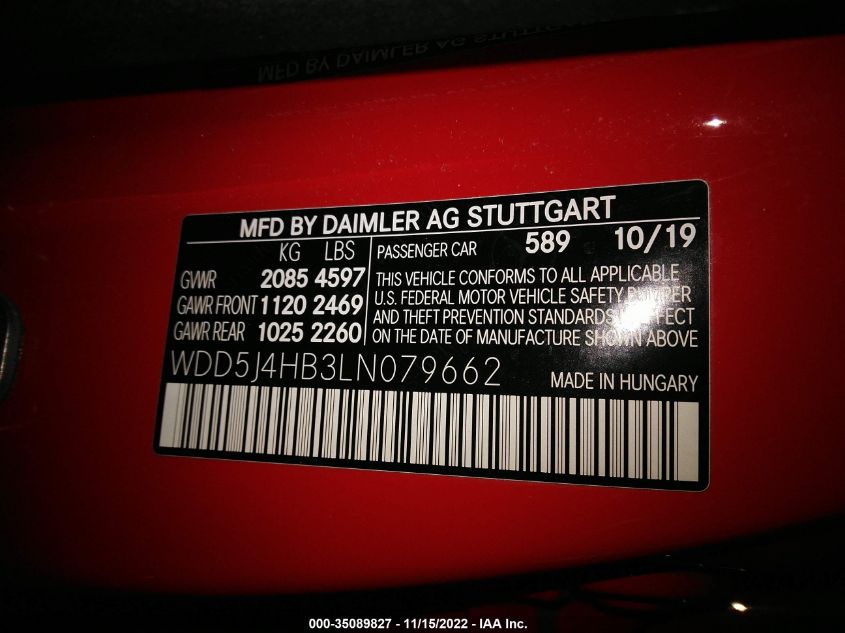 MFD BY DAIMLER AG STUTTGART
KG LBS
GVWR 2085 4597
GAWR FRONT 1120 2469
GAWR REAR 1025 2260
PASSENGER CAR 589 10/19
THIS VEHICLE CONFORMS TO ALL APPLICABLE
U.S. FEDERAL MOTOR VEHICLE SAFETY, BUMPER
AND THEFT PREVENTION STANDARDS IN EFFECT
ON THE DATE OF MANUFACTURE SHOWN ABOVE
WDD5J4HB3LN079662
MADE IN HUNGARY
000-35089827 - 11/15/2022 - IAA Inc.